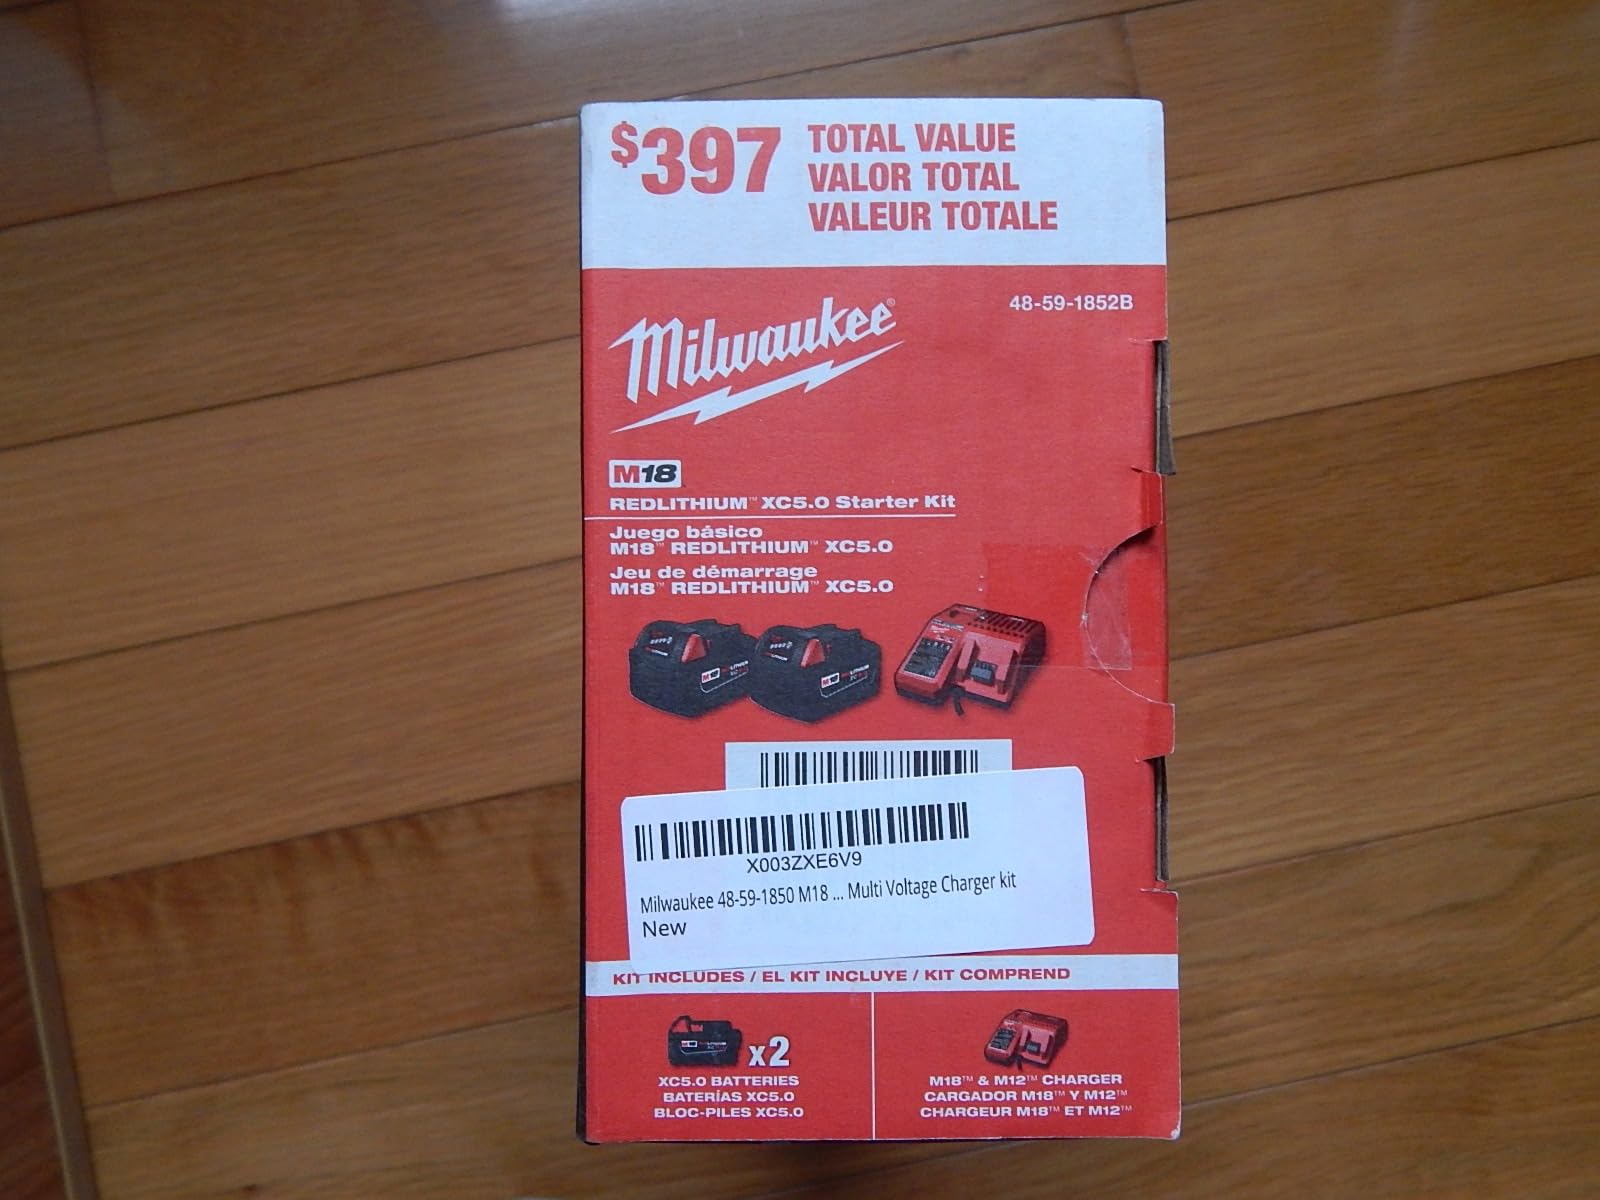 $397
TOTAL VALUE
VALOR TOTAL
VALEUR TOTALE
48-59-1852B
Milwaukee®
M18
REDLITHIUM™ XC5.0 Starter Kit
Juego básico
M18™ REDLITHIUM™ XC5.0
Jeu de démarrage
M18™ REDLITHIUM™ XC5.0
X003ZXE6V9
Milwaukee 48-59-1850 M18 ... Multi Voltage Charger kit
New
KIT INCLUDES / EL KIT INCLUYE / KIT COMPREND
x2
XC5.0 BATTERIES
BATERÍAS XC5.0
BLOC-PILES XC5.0
M18™ & M12™ CHARGER
CARGADOR M18™ Y M12™
CHARGEUR M18™ ET M12™